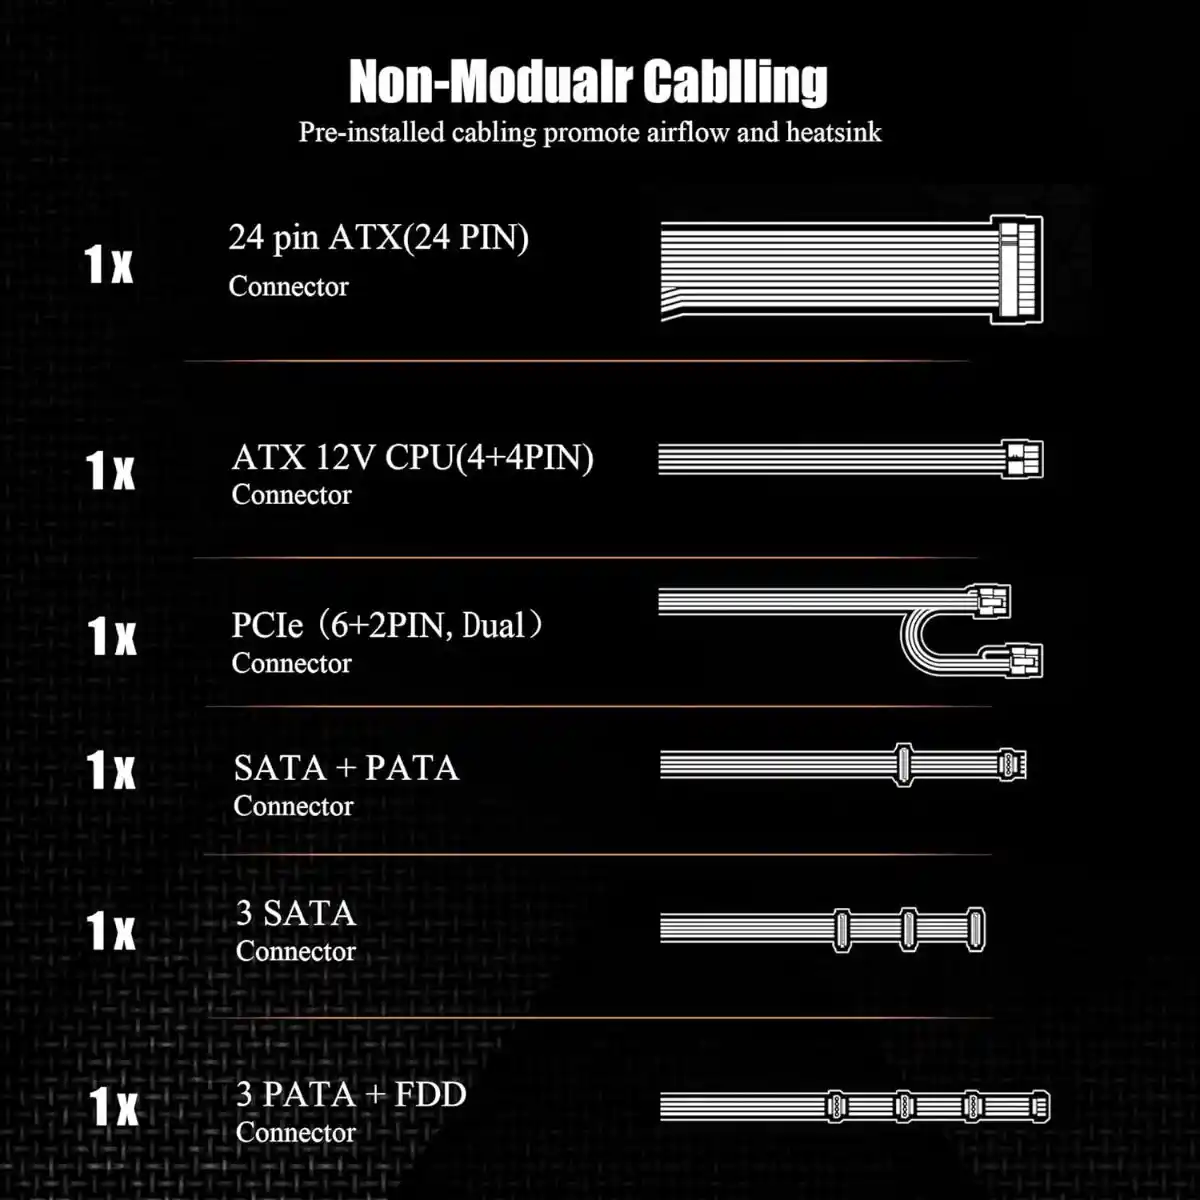 Non-Modualr Cablling
Pre-installed cabling promote airflow and heatsink
1x
24 pin ATX(24 PIN)
Connector
1x
ATX 12V CPU(4+4PIN)
Connector
1x
PCIe（6+2PIN, Dual）
Connector
1x
SATA + PATA
Connector
1x
3 SATA
Connector
1x
3 PATA + FDD
Connector